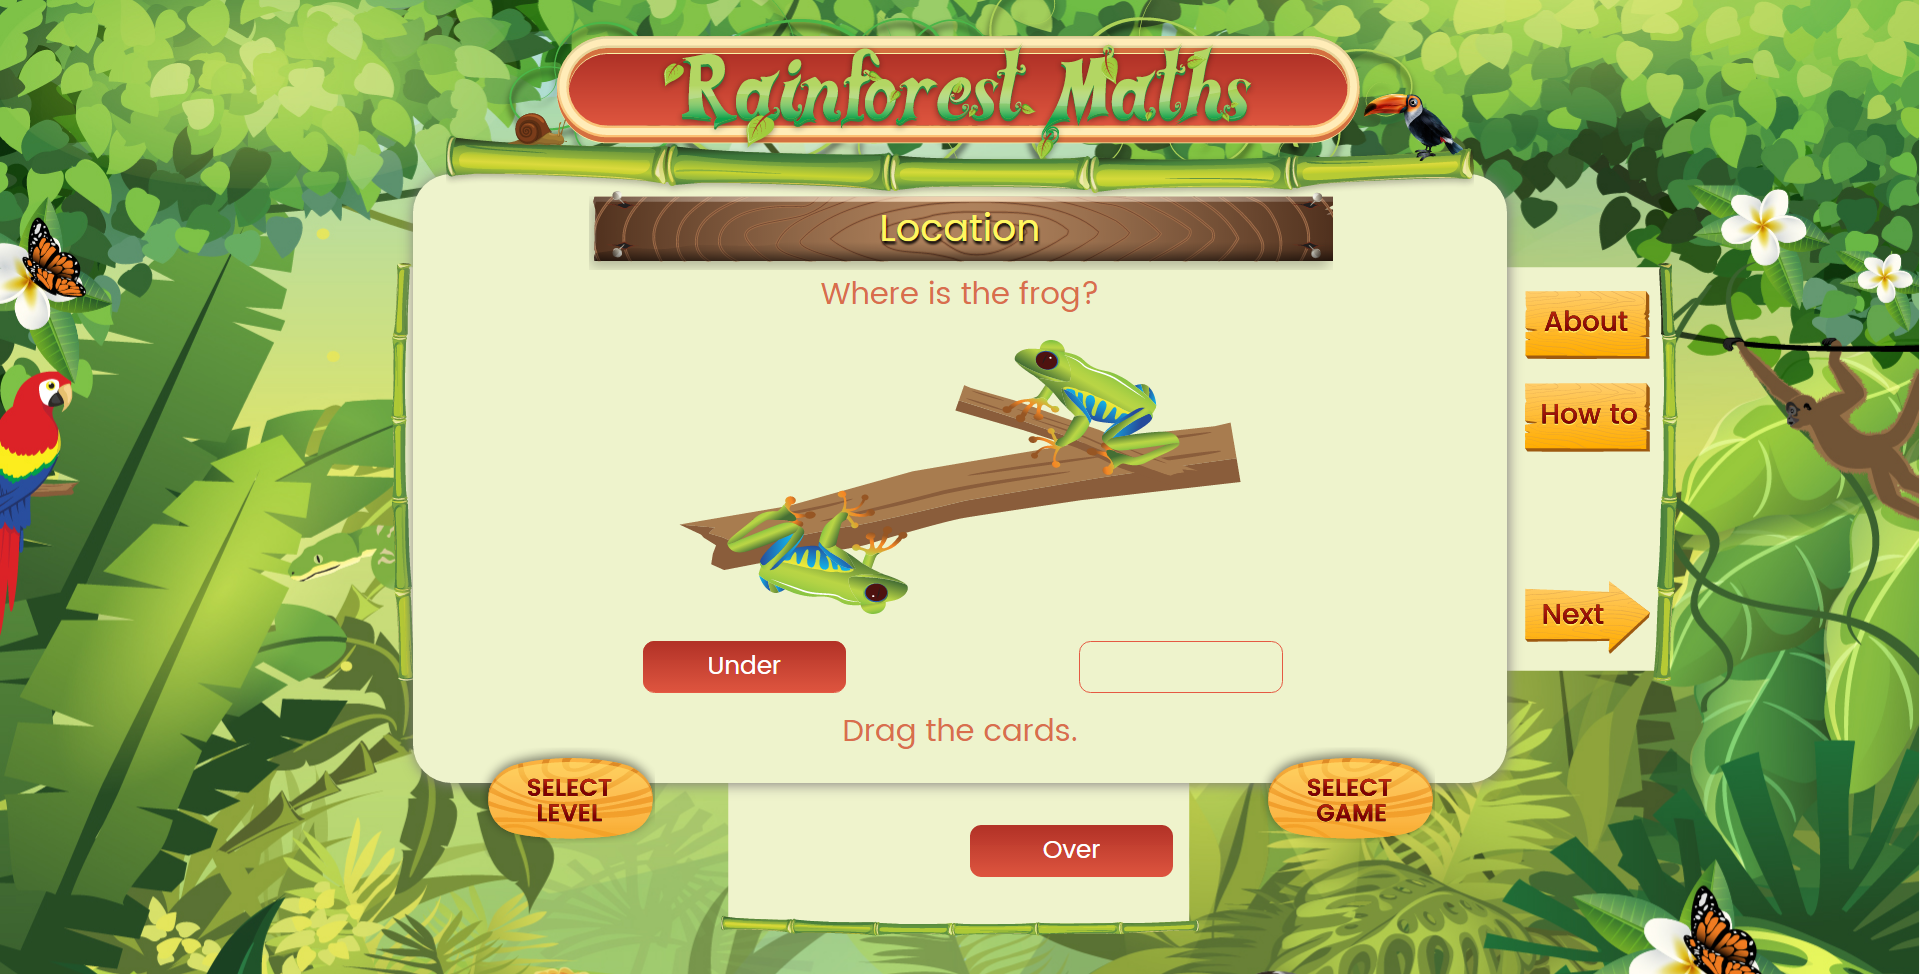 Rainforest Maths
Location
Where is the frog?
About
How to
Next
Under
Drag the cards.
SELECT
LEVEL
SELECT
GAME
Over